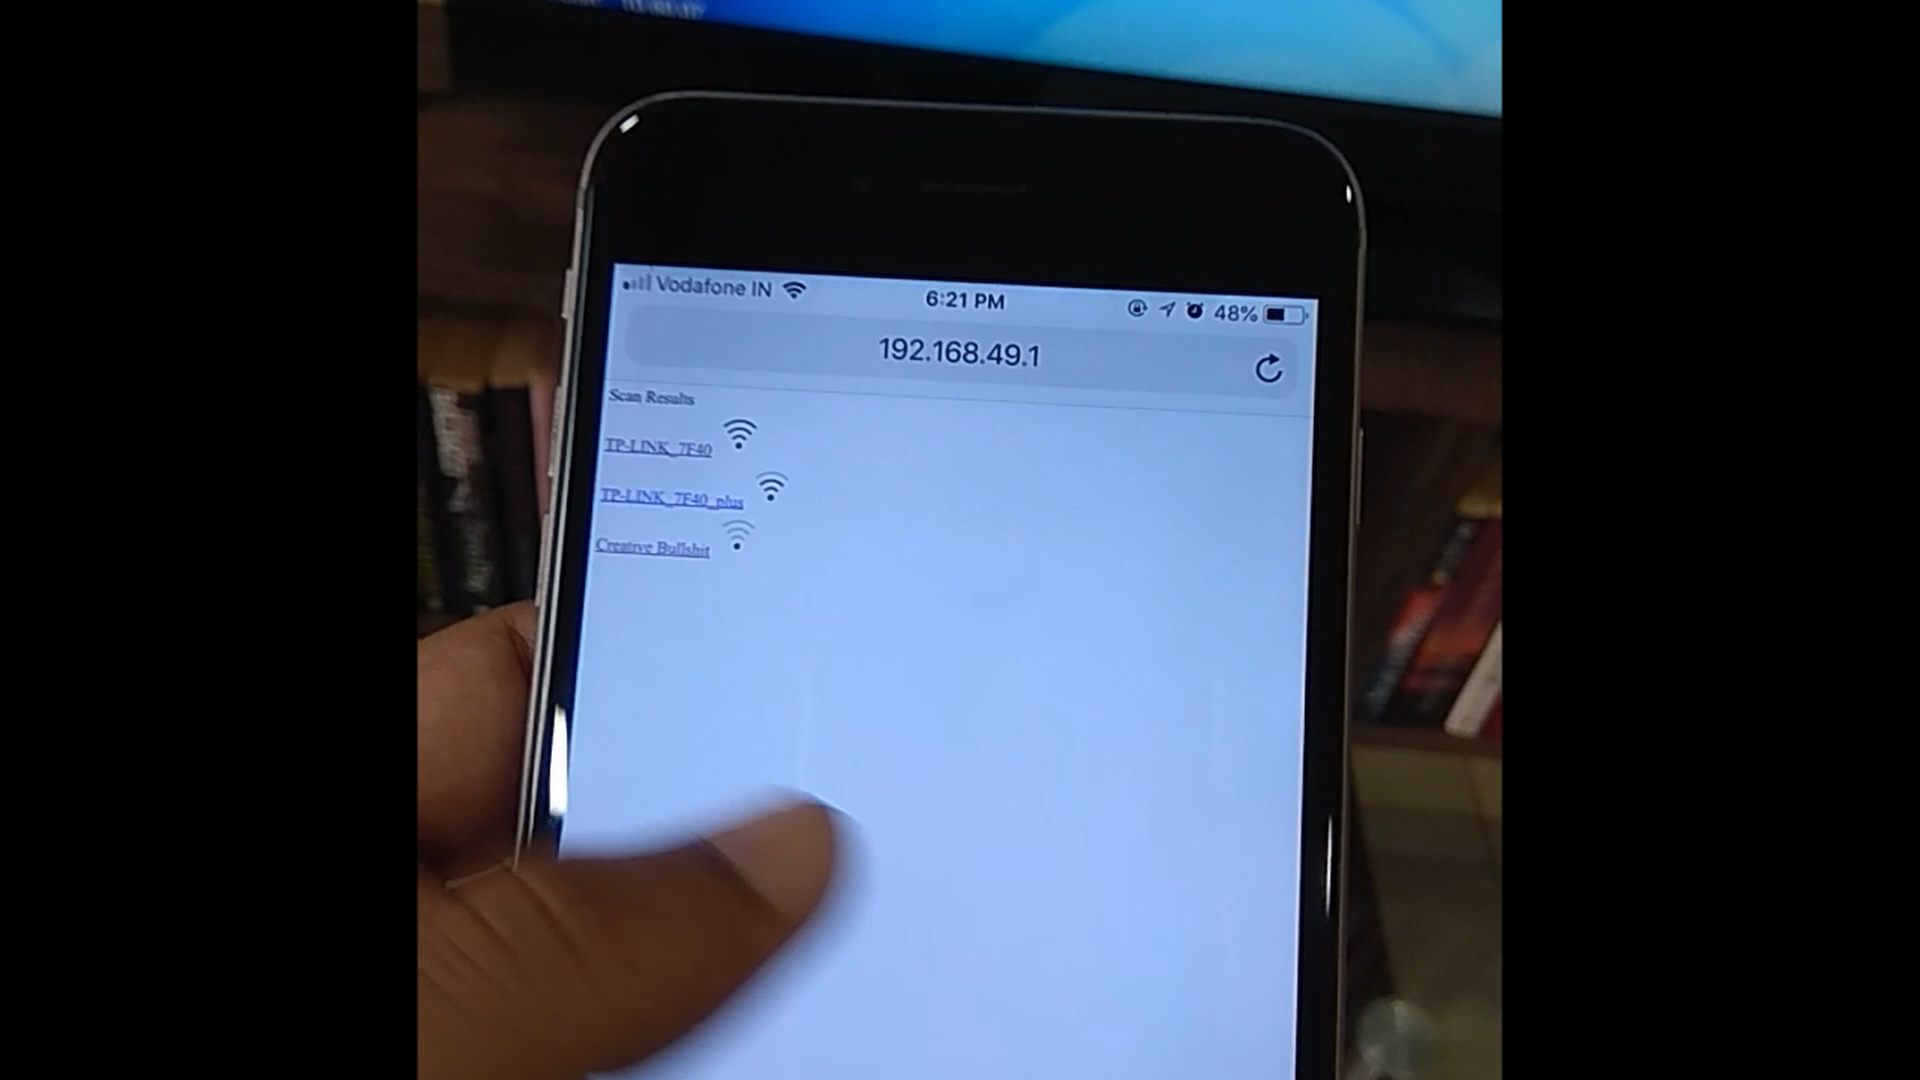 Vodafone IN
6:21 PM
48%
192.168.49.1
Scan Results
TP-LINK_7F40
TP-LINK_7F40_plus
Creative Bullshit